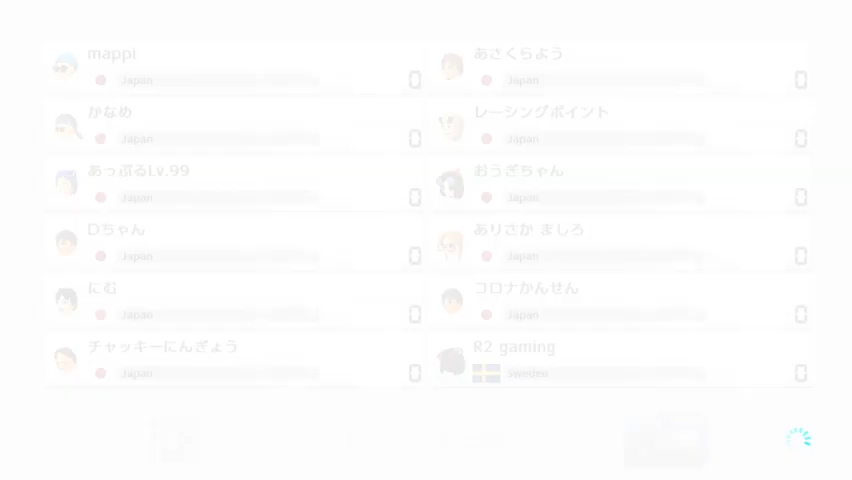 mappi
Japan
0
あさくらよう
Japan
0
かなめ
Japan
0
レーシングポイント
Japan
0
あっぷるLv.99
Japan
0
おうぎちゃん
Japan
0
Dちゃん
Japan
0
ありさか ましろ
Japan
0
にむ
Japan
0
コロナかんせん
Japan
0
チャッキーにんぎょう
Japan
0
R2 gaming
Sweden
0